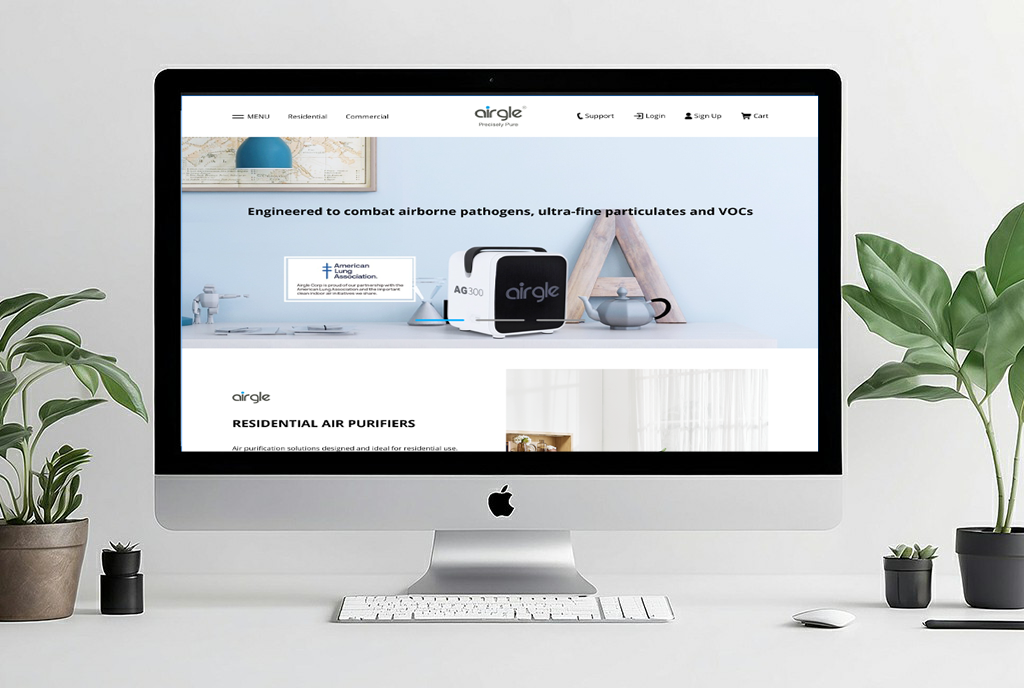 MENU Residential Commercial
airgle®
Precisely Pure
Support Login Sign Up Cart
Engineered to combat airborne pathogens, ultra-fine particulates and VOCs
American
Lung
Association.
Airgle Corp is proud of our partnership with the
American Lung Association and the important
clean indoor air initiatives we share.
AG300
airgle
airgle
RESIDENTIAL AIR PURIFIERS
Air purification solutions designed and ideal for residential use.